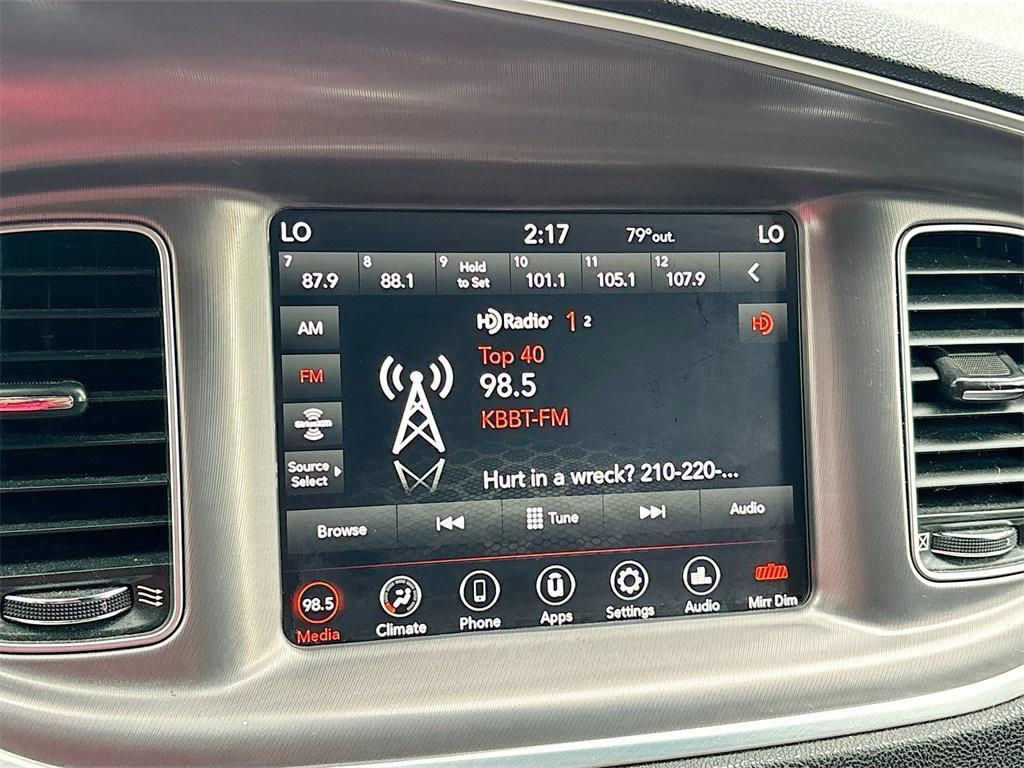 LO 2:17 79° out. LO
7 87.9 8 88.1 9 Hold to Set 10 101.1 11 105.1 12 107.9
AM
FM
SiriusXM
Source Select
HD Radio 1 2
HD
Top 40
98.5
KBBT-FM
Hurt in a wreck? 210-220-...
Browse Tune Audio
98.5
Media Climate Phone Apps Settings Audio Mirr Dim